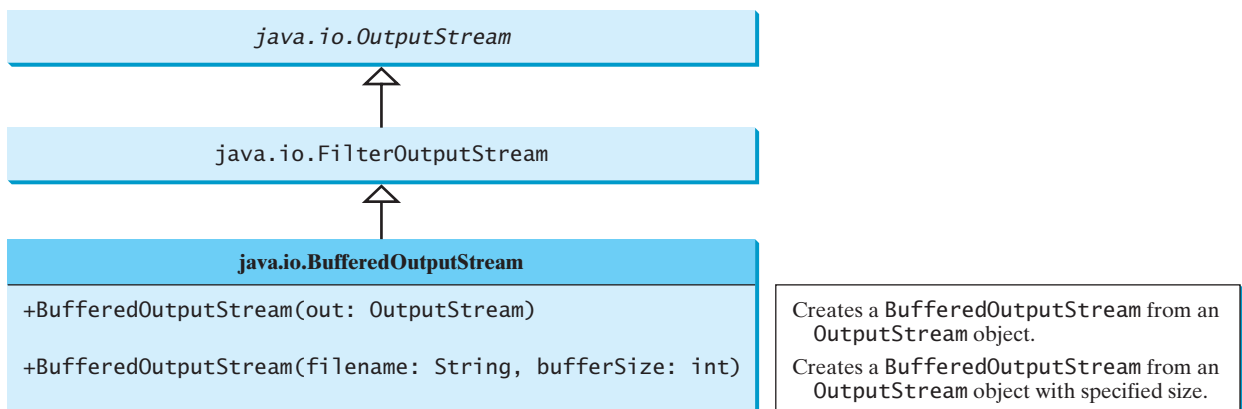 java.io.OutputStream
java.io.FilterOutputStream
java.io.BufferedOutputStream
+BufferedOutputStream(out: OutputStream)
+BufferedOutputStream(filename: String, bufferSize: int)
Creates a BufferedOutputStream from an
OutputStream object.
Creates a BufferedOutputStream from an
OutputStream object with specified size.